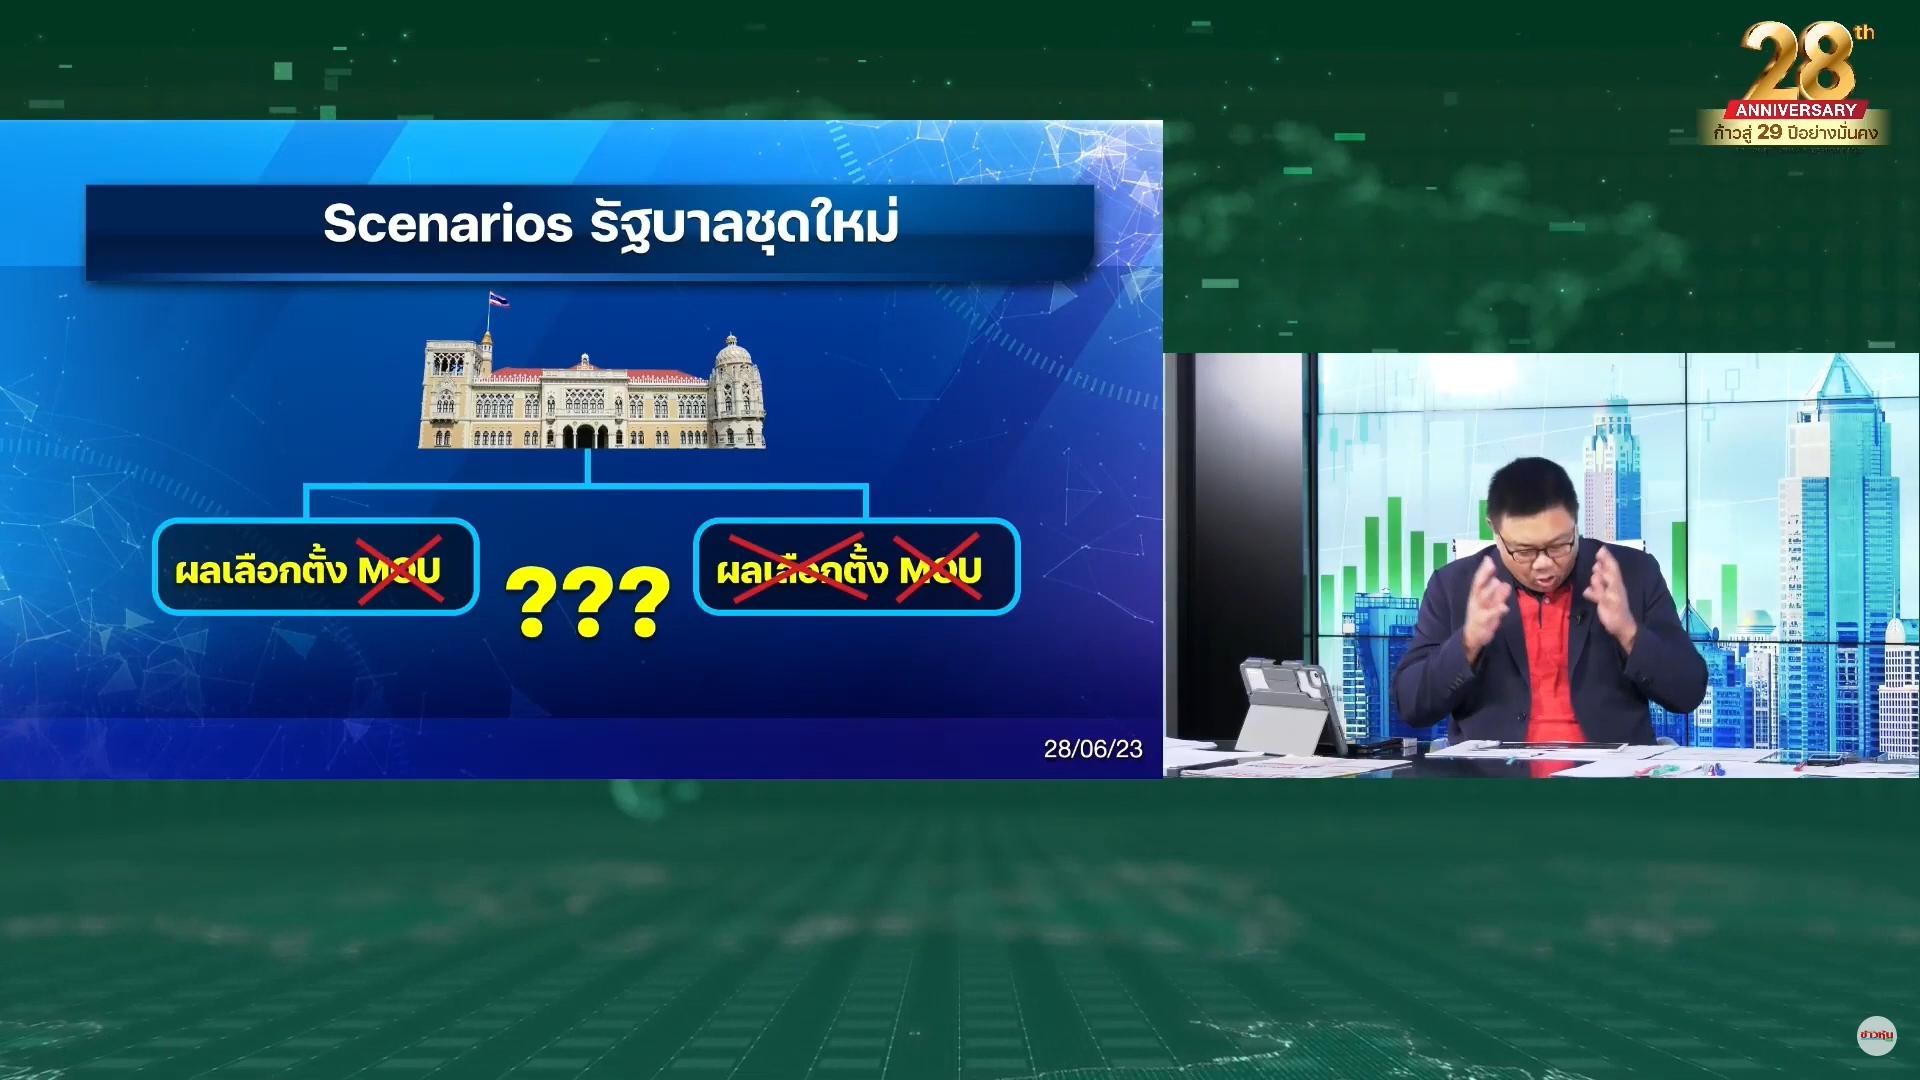 28th
ANNIVERSARY
ก้าวสู่ 29 ปีอย่างมั่นคง
Scenarios รัฐบาลชุดใหม่
ผลเลือกตั้ง MOU
???
ผลเลือกตั้ง MOU
28/06/23
ข่าวหุ้น